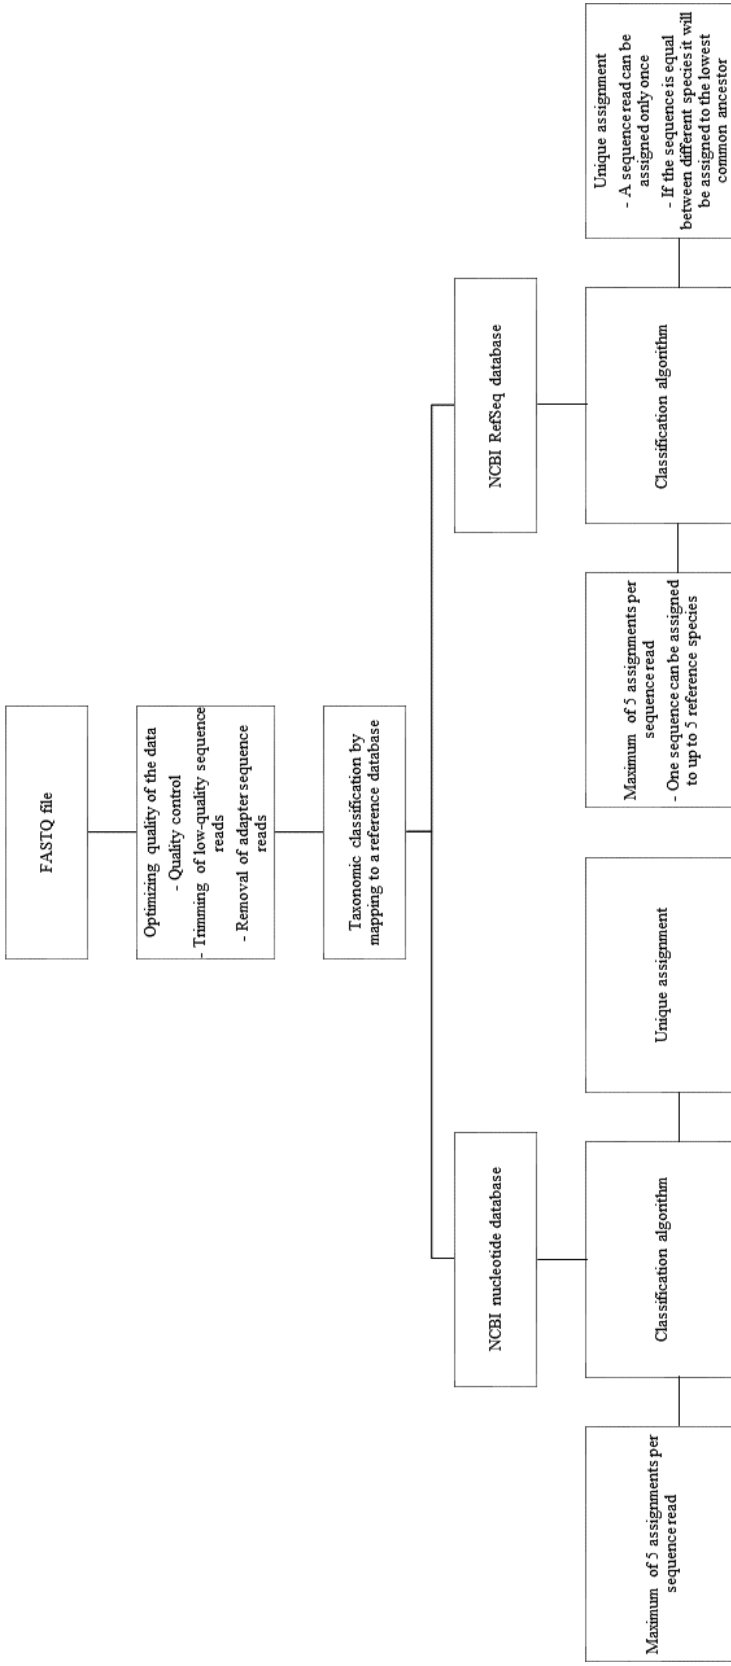 FASTQ file
Optimizing quality of the data
- Quality control
- Trimming of low-quality sequence
reads
- Removal of adapter sequence
reads
Taxonomic classification by
mapping to a reference database
NCBI nucleotide database
NCBI RefSeq database
Maximum of 5 assignments per
sequence read
Classification algorithm
Unique assignment
Maximum of 5 assignments per
sequence read
- One sequence can be assigned
to up to 5 reference species
Classification algorithm
Unique assignment
- A sequence read can be
assigned only once
- If the sequence is equal
between different species it will
be assigned to the lowest
common ancestor